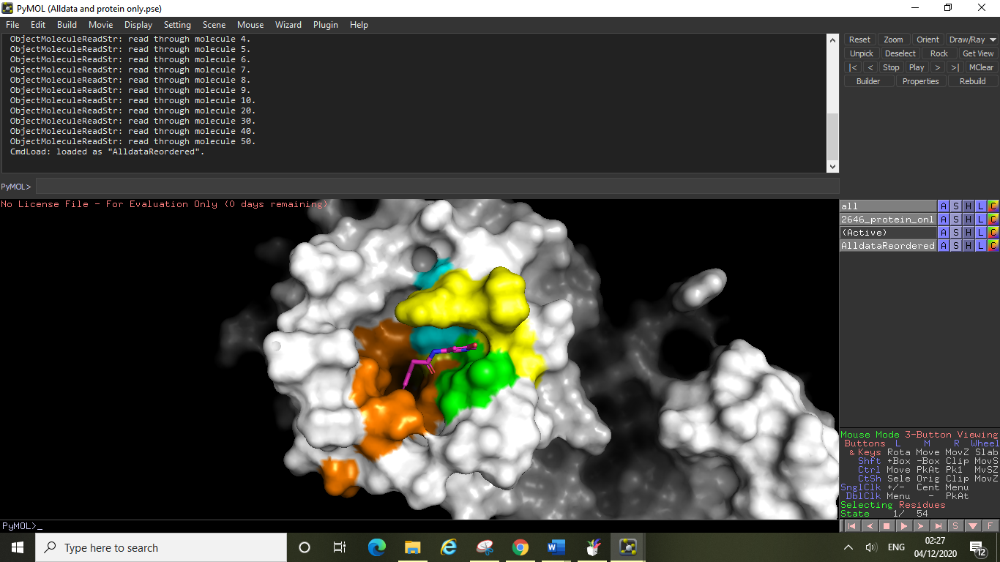 PyMOL (Alldata and protein only.pse)
File Edit Build Movie Display Setting Scene Mouse Wizard Plugin Help
ObjectMoleculeReadStr: read through molecule 4.
ObjectMoleculeReadStr: read through molecule 5.
ObjectMoleculeReadStr: read through molecule 6.
ObjectMoleculeReadStr: read through molecule 7.
ObjectMoleculeReadStr: read through molecule 8.
ObjectMoleculeReadStr: read through molecule 9.
ObjectMoleculeReadStr: read through molecule 10.
ObjectMoleculeReadStr: read through molecule 20.
ObjectMoleculeReadStr: read through molecule 30.
ObjectMoleculeReadStr: read through molecule 40.
ObjectMoleculeReadStr: read through molecule 50.
CmdLoad: loaded as "AlldataReordered".
Reset Zoom Orient Draw/Ray
Unpick Deselect Rock Get View
|< < Stop Play > >| MClear
Builder Properties Rebuild
PyMOL>
No License File - For Evaluation Only (0 days remaining)
all A S H L C
2646_protein_onl A S H L C
(Active) A S H L C
AlldataReordered A S H L C
Mouse Mode 3-Button Viewing
Buttons L M R Wheel
& Keys Rota Move MovZ Slab
Shft +Box -Box Clip MovS
Ctrl Move PkAt Pk1 MvSZ
CtSh Sele Orig Clip MovZ
SnglClk +/- Cent Menu
DblClk Menu - PkAt
Selecting Residues
State 1/ 54
S F
PyMOL>_
Type here to search
ENG
02:27
04/12/2020
12